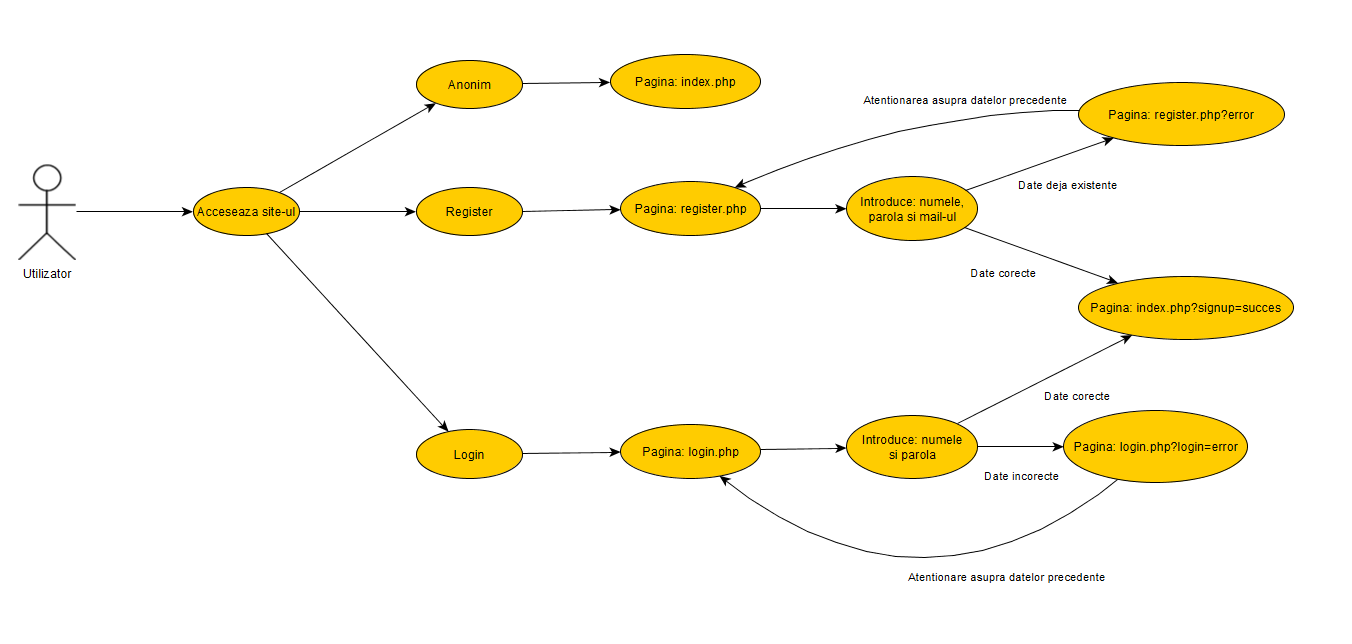 Anonim
Pagina: index.php
Atentionarea asupra datelor precedente
Pagina: register.php?error
Date deja existente
Acceseaza site-ul
Register
Pagina: register.php
Introduce: numele,
parola si mail-ul
Utilizator
Date corecte
Pagina: index.php?signup=succes
Date corecte
Login
Pagina: login.php
Introduce: numele
si parola
Pagina: login.php?login=error
Date incorecte
Atentionare asupra datelor precedente